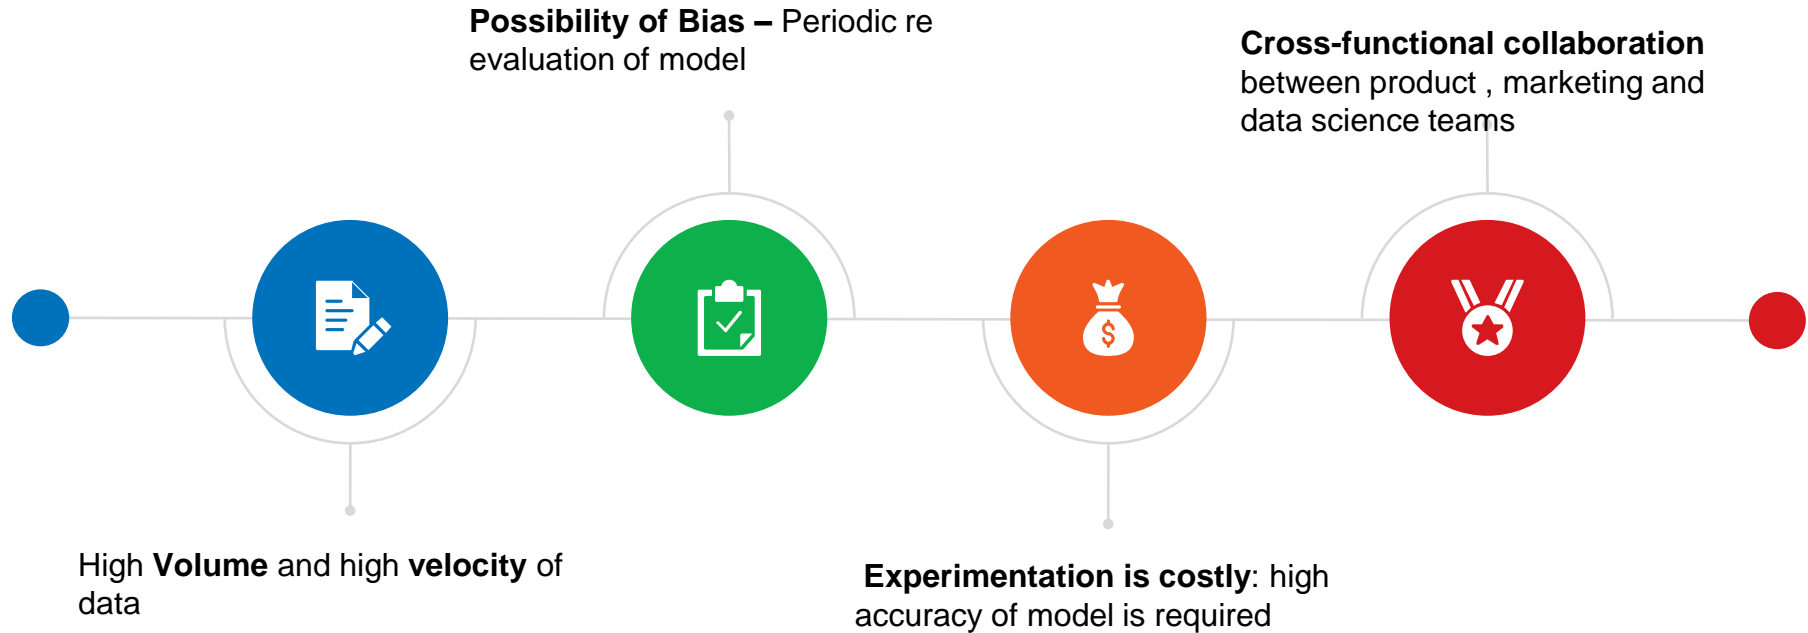 Possibility of Bias – Periodic re
evaluation of model
Cross-functional collaboration
between product , marketing and
data science teams
$
High Volume and high velocity of
data
Experimentation is costly: high
accuracy of model is required